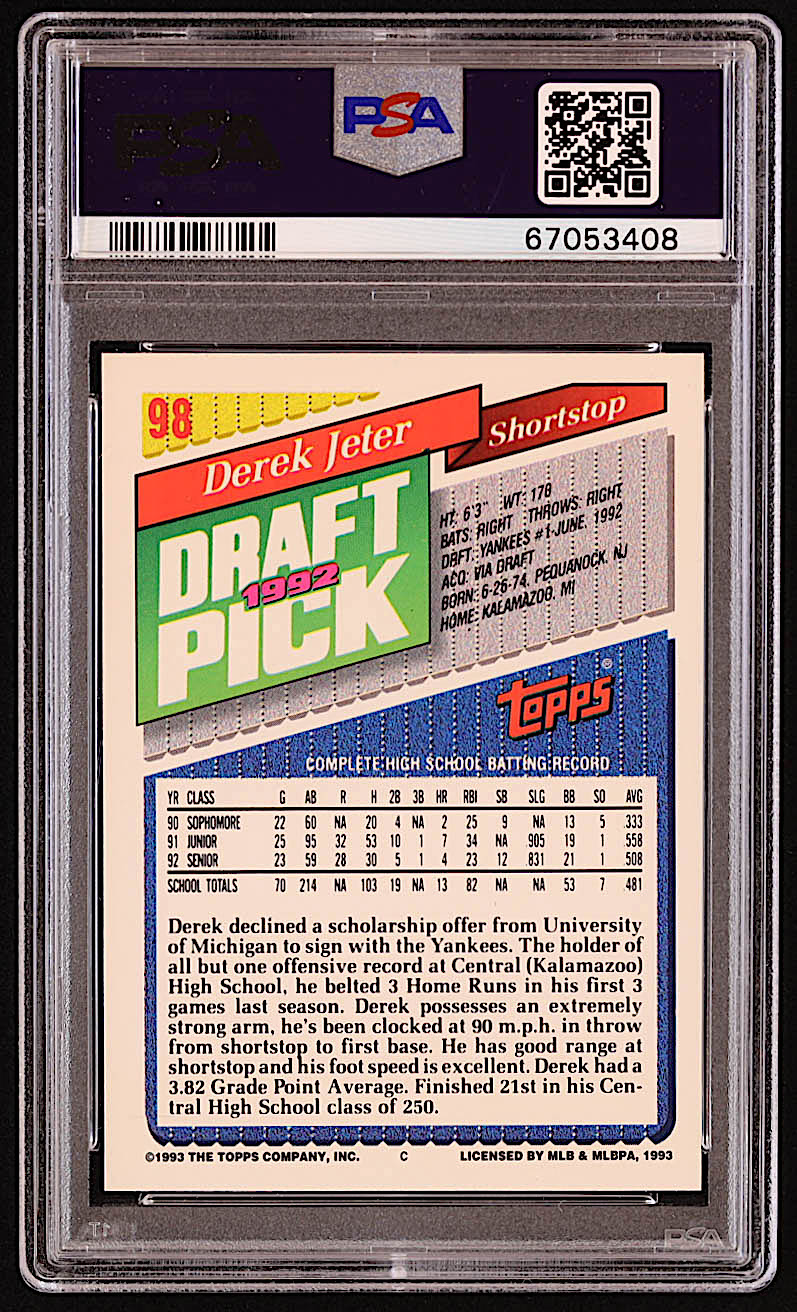 PSA
PSA
67053408
98
Derek Jeter
Shortstop
DRAFT
1992
PICK
HT: 6'3" WT: 178
BATS: RIGHT THROWS: RIGHT
DRFT: YANKEES #1-JUNE, 1992
ACQ: VIA DRAFT
BORN: 6-26-74, PEQUANOCK, NJ
HOME: KALAMAZOO, MI
topps®
COMPLETE HIGH SCHOOL BATTING RECORD
YR CLASS G AB R H 2B 3B HR RBI SB SLG BB SO AVG
90 SOPHOMORE 22 60 NA 20 4 NA 2 25 9 NA 13 5 .333
91 JUNIOR 25 95 32 53 10 1 7 34 NA .905 19 1 .558
92 SENIOR 23 59 28 30 5 1 4 23 12 .831 21 1 .508
SCHOOL TOTALS 70 214 NA 103 19 NA 13 82 NA NA 53 7 .481
Derek declined a scholarship offer from University
of Michigan to sign with the Yankees. The holder of
all but one offensive record at Central (Kalamazoo)
High School, he belted 3 Home Runs in his first 3
games last season. Derek possesses an extremely
strong arm, he's been clocked at 90 m.p.h. in throw
from shortstop to first base. He has good range at
shortstop and his foot speed is excellent. Derek had a
3.82 Grade Point Average. Finished 21st in his Cen-
tral High School class of 250.
©1993 THE TOPPS COMPANY, INC. C LICENSED BY MLB & MLBPA, 1993
PSA